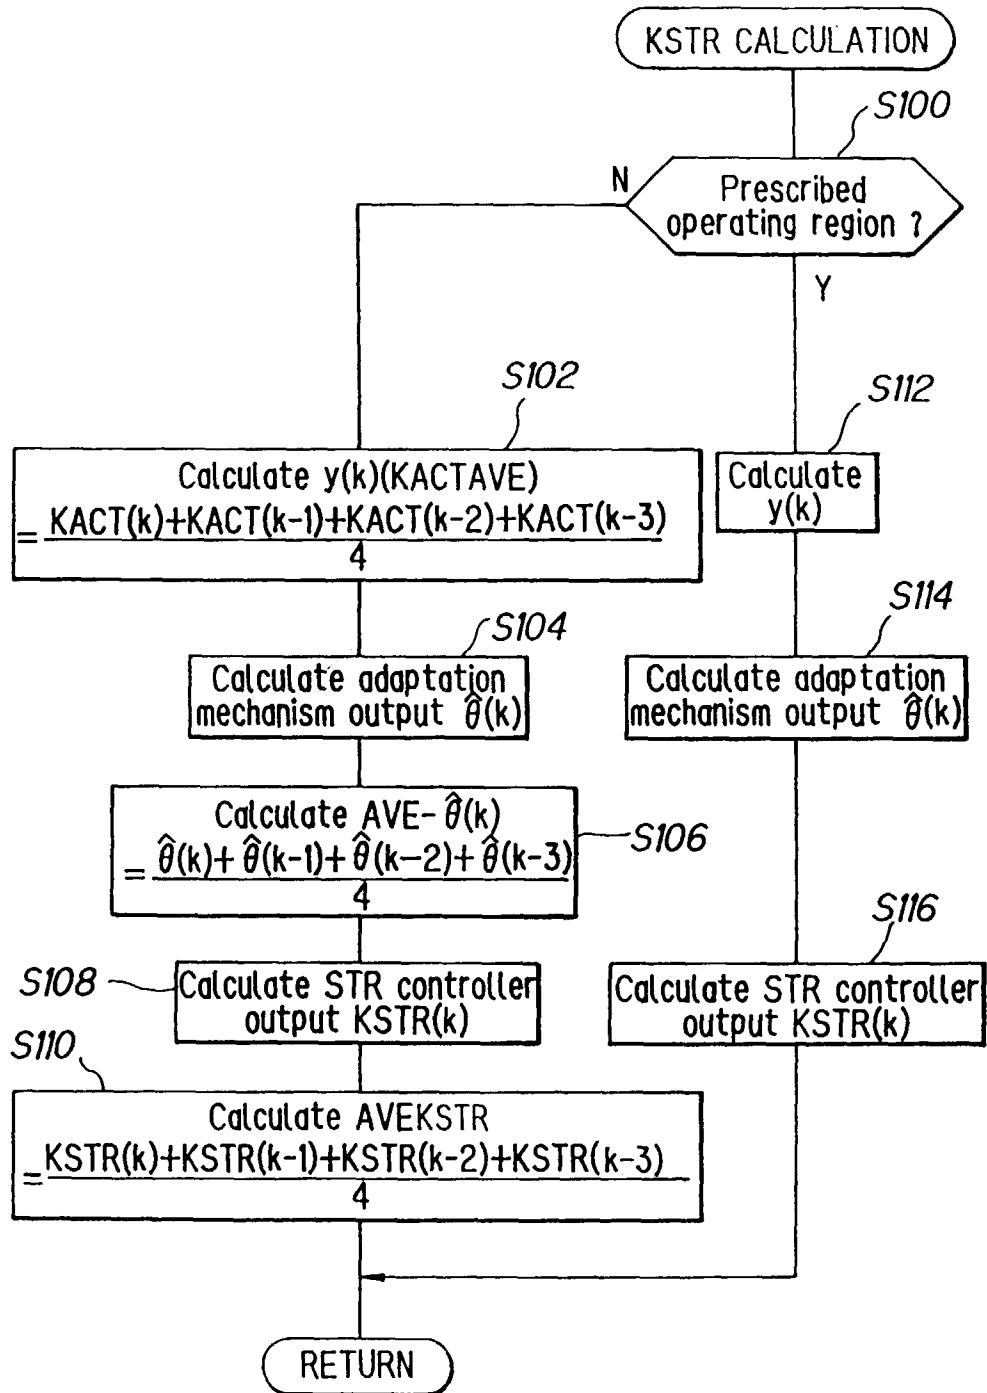 KSTR CALCULATION
S100
Prescribed
operating region ?
N
Y
S102
Calculate y(k)(KACTAVE)
= KACT(k)+KACT(k-1)+KACT(k-2)+KACT(k-3)
4
S112
Calculate
y(k)
S104
Calculate adaptation
mechanism output θ̂(k)
S114
Calculate adaptation
mechanism output θ̂(k)
Calculate AVE-θ̂(k)
= θ̂(k)+θ̂(k-1)+θ̂(k-2)+θ̂(k-3)
4
S106
S108
Calculate STR controller
output KSTR(k)
S116
Calculate STR controller
output KSTR(k)
S110
Calculate AVEKSTR
= KSTR(k)+KSTR(k-1)+KSTR(k-2)+KSTR(k-3)
4
RETURN